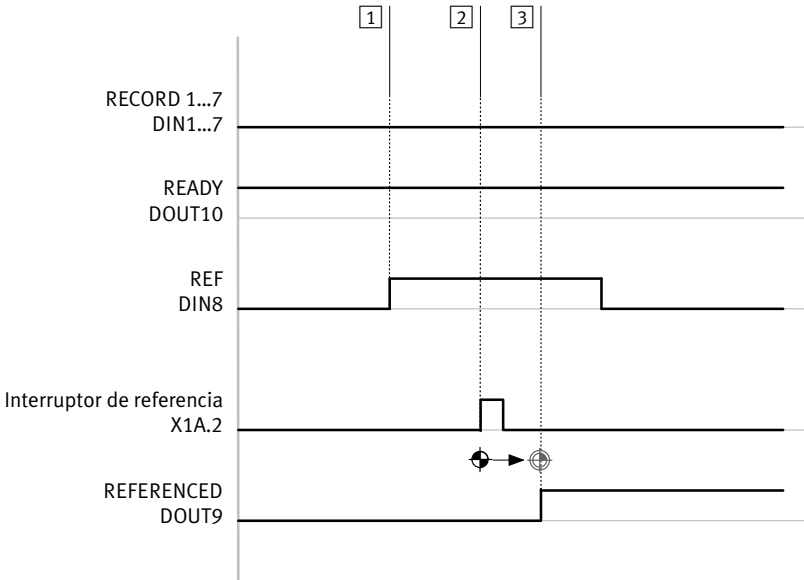 1 2 3
RECORD 1...7
DIN1...7
READY
DOUT10
REF
DIN8
Interruptor de referencia
X1A.2
REFERENCED
DOUT9